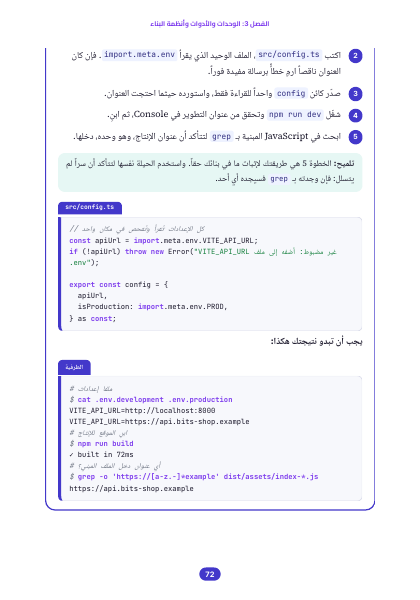 الفصل 3: الوحدات والأدوات وأنظمة البناء
2 اكتب src/config.ts، الملف الوحيد الذي يقرأ import.meta.env. فإن كان
العنوان ناقصاً ارمِ خطأً برسالة مفيدة فوراً.
3 صدّر كائن config واحداً للقراءة فقط، واستورده حيثما احتجت العنوان.
4 شغّل npm run dev وتحقق من عنوان التطوير في Console، ثم ابنِ.
5 ابحث في JavaScript المبنية بـ grep لتتأكد أن عنوان الإنتاج، وهو وحده، دخلها.
تلميح: الخطوة 5 هي طريقتك لإثبات ما في بنائك حقاً. واستخدم الحيلة نفسها لتتأكد أن سراً لم
يتسلل: فإن وجدته بـ grep فسيجده أي أحد.
src/config.ts
// كل الإعدادات تُقرأ وتُفحص في مكان واحد
const apiUrl = import.meta.env.VITE_API_URL;
if (!apiUrl) throw new Error("VITE_API_URL غير مضبوط: أضفه إلى ملف
.env");
export const config = {
apiUrl,
isProduction: import.meta.env.PROD,
} as const;
يجب أن تبدو نتيجتك هكذا:
الطرفية
# ملفا إعدادات
$ cat .env.development .env.production
VITE_API_URL=http://localhost:8000
VITE_API_URL=https://api.bits-shop.example
# ابنِ الموقع للإنتاج
$ npm run build
✓ built in 72ms
# أي عنوان دخل الملف المبني؟
$ grep -o 'https://[a-z.-]*example' dist/assets/index-*.js
https://api.bits-shop.example
72